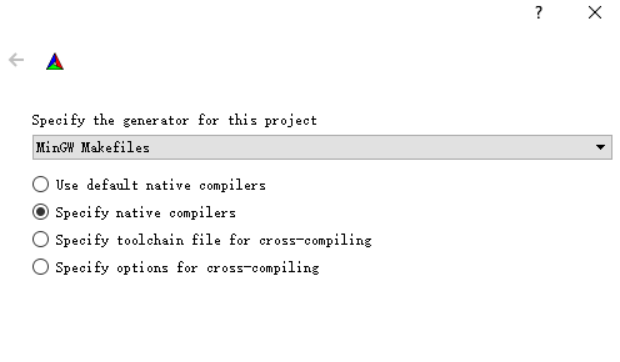 ?
Specify the generator for this project
MinGW Makefiles
Use default native compilers
Specify native compilers
Specify toolchain file for cross-compiling
Specify options for cross-compiling